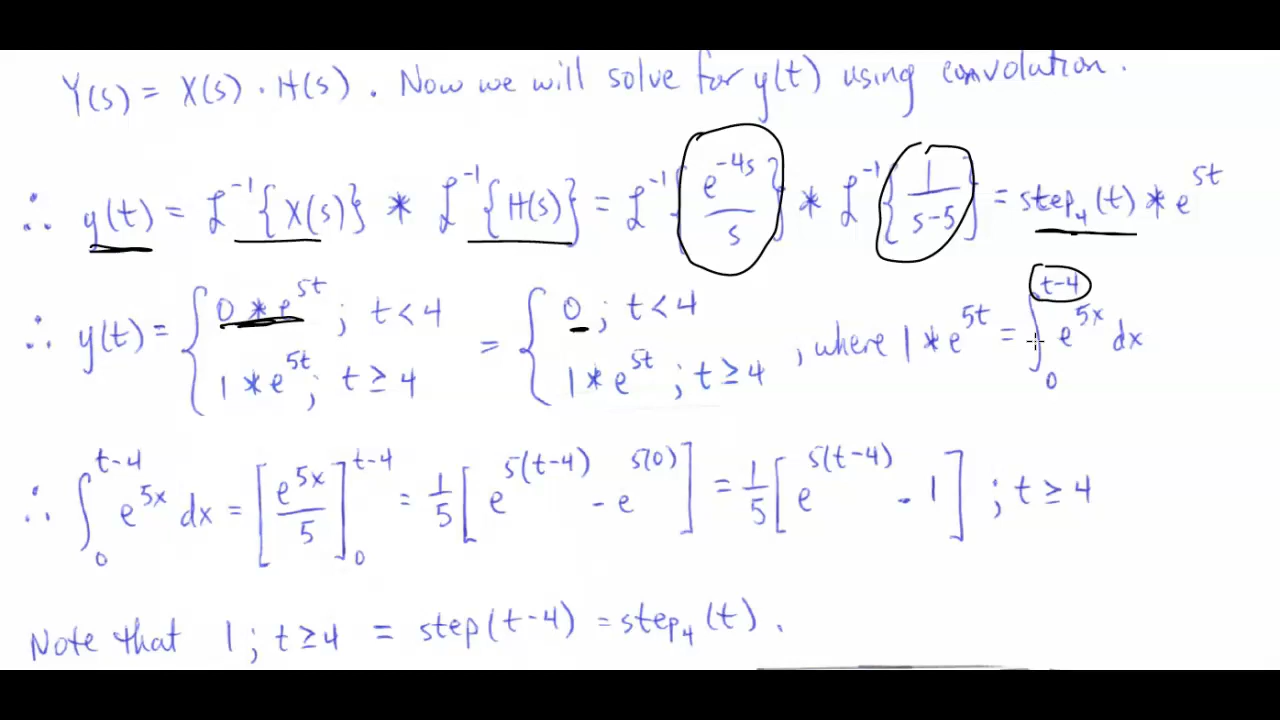 Y(s) = X(s) · H(s). Now we will solve for y(t) using convolution.
∴ y(t) = ℒ⁻¹{X(s)} * ℒ⁻¹{H(s)} = ℒ⁻¹{e^{-4s}/s} * ℒ⁻¹{1/(s-5)} = step₄(t) * e^{5t}
∴ y(t) = { 0 * e^{5t} ; t < 4 = { 0 ; t < 4
1 * e^{5t} ; t ≥ 4 1 * e^{5t} ; t ≥ 4 , where 1 * e^{5t} = ∫₀^{t-4} e^{5x} dx
∴ ∫₀^{t-4} e^{5x} dx = [e^{5x}/5]₀^{t-4} = 1/5 [e^{5(t-4)} - e^{5(0)}] = 1/5 [e^{5(t-4)} - 1] ; t ≥ 4
Note that 1 ; t ≥ 4 = step(t-4) = step₄(t).